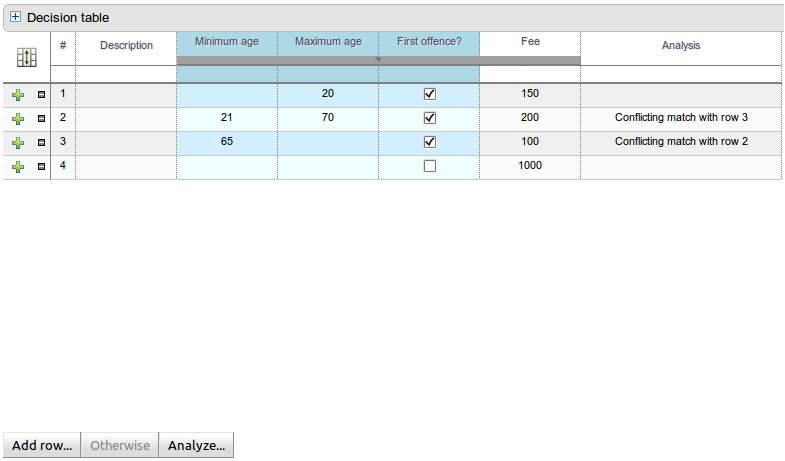 Decision table
# Description Minimum age Maximum age First offence? Fee Analysis
1 20 150
2 21 70 200 Conflicting match with row 3
3 65 100 Conflicting match with row 2
4 1000
Add row... Otherwise Analyze...